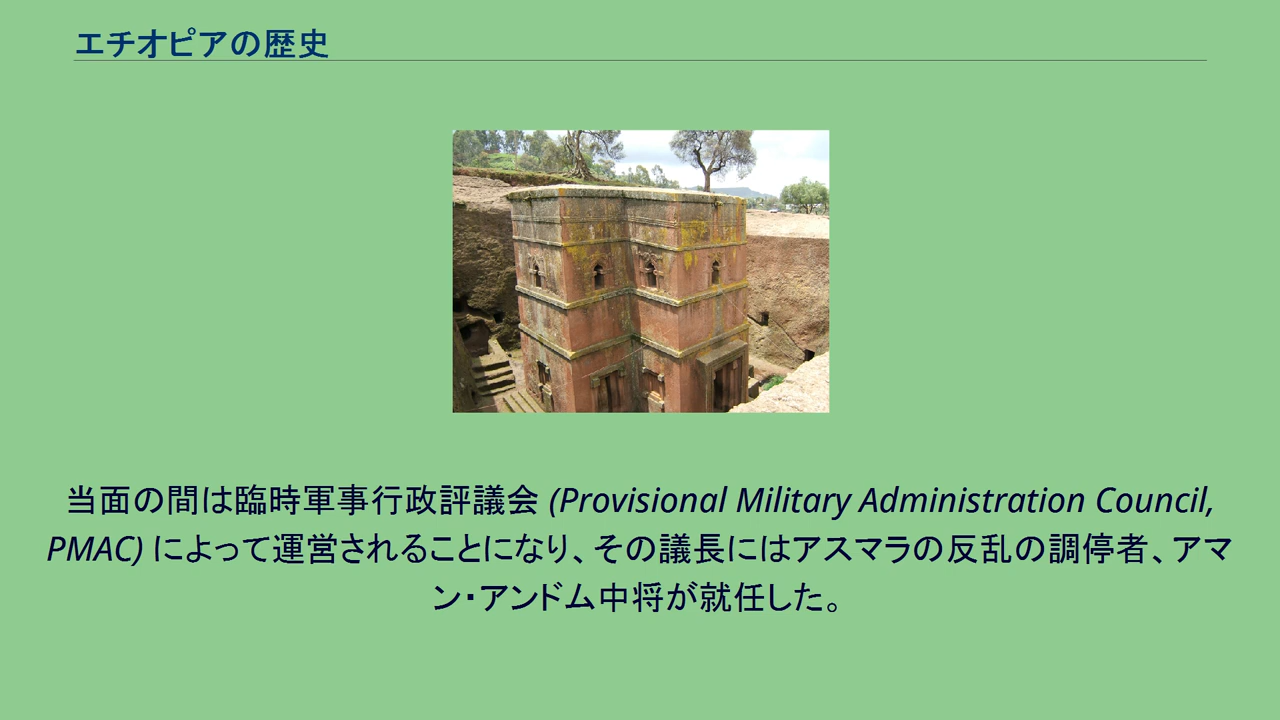 エチオピアの歴史
当面の間は臨時軍事行政評議会 (Provisional Military Administration Council,
PMAC) によって運営されることになり、その議長にはアスマラの反乱の調停者、アマ
ン・アンドム中将が就任した。